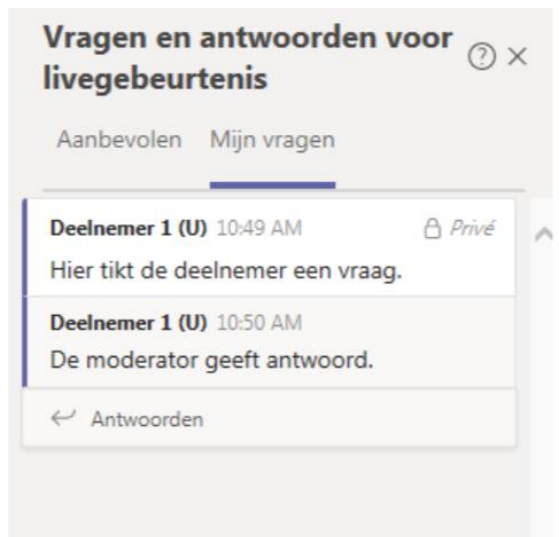 Vragen en antwoorden voor
livegebeurtenis
Aanbevolen Mijn vragen
Deelnemer 1 (U) 10:49 AM Privé
Hier tikt de deelnemer een vraag.
Deelnemer 1 (U) 10:50 AM
De moderator geeft antwoord.
Antwoorden